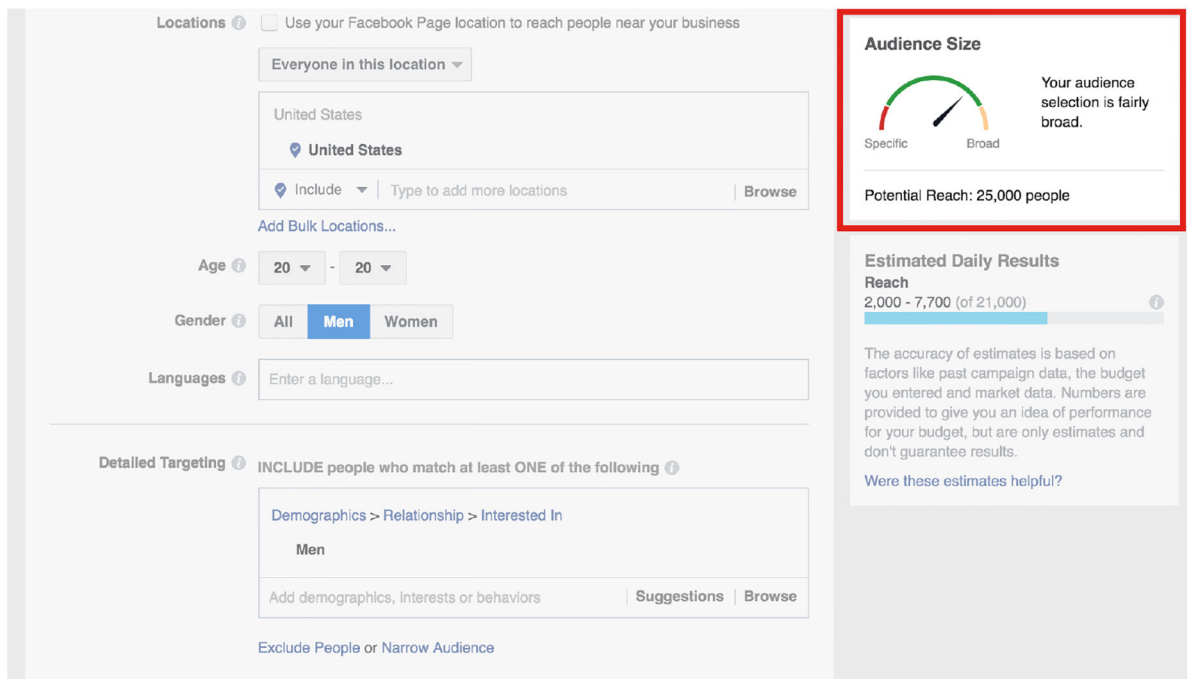 Locations
Use your Facebook Page location to reach people near your business
Everyone in this location
United States
United States
Include
Type to add more locations
Browse
Add Bulk Locations...
Age
20 - 20
Gender
All Men Women
Languages
Enter a language...
Detailed Targeting
INCLUDE people who match at least ONE of the following
Demographics > Relationship > Interested In
Men
Add demographics, interests or behaviors
Suggestions
Browse
Exclude People or Narrow Audience
Audience Size
Specific
Broad
Your audience
selection is fairly
broad.
Potential Reach: 25,000 people
Estimated Daily Results
Reach
2,000 - 7,700 (of 21,000)
The accuracy of estimates is based on
factors like past campaign data, the budget
you entered and market data. Numbers are
provided to give you an idea of performance
for your budget, but are only estimates and
don't guarantee results.
Were these estimates helpful?